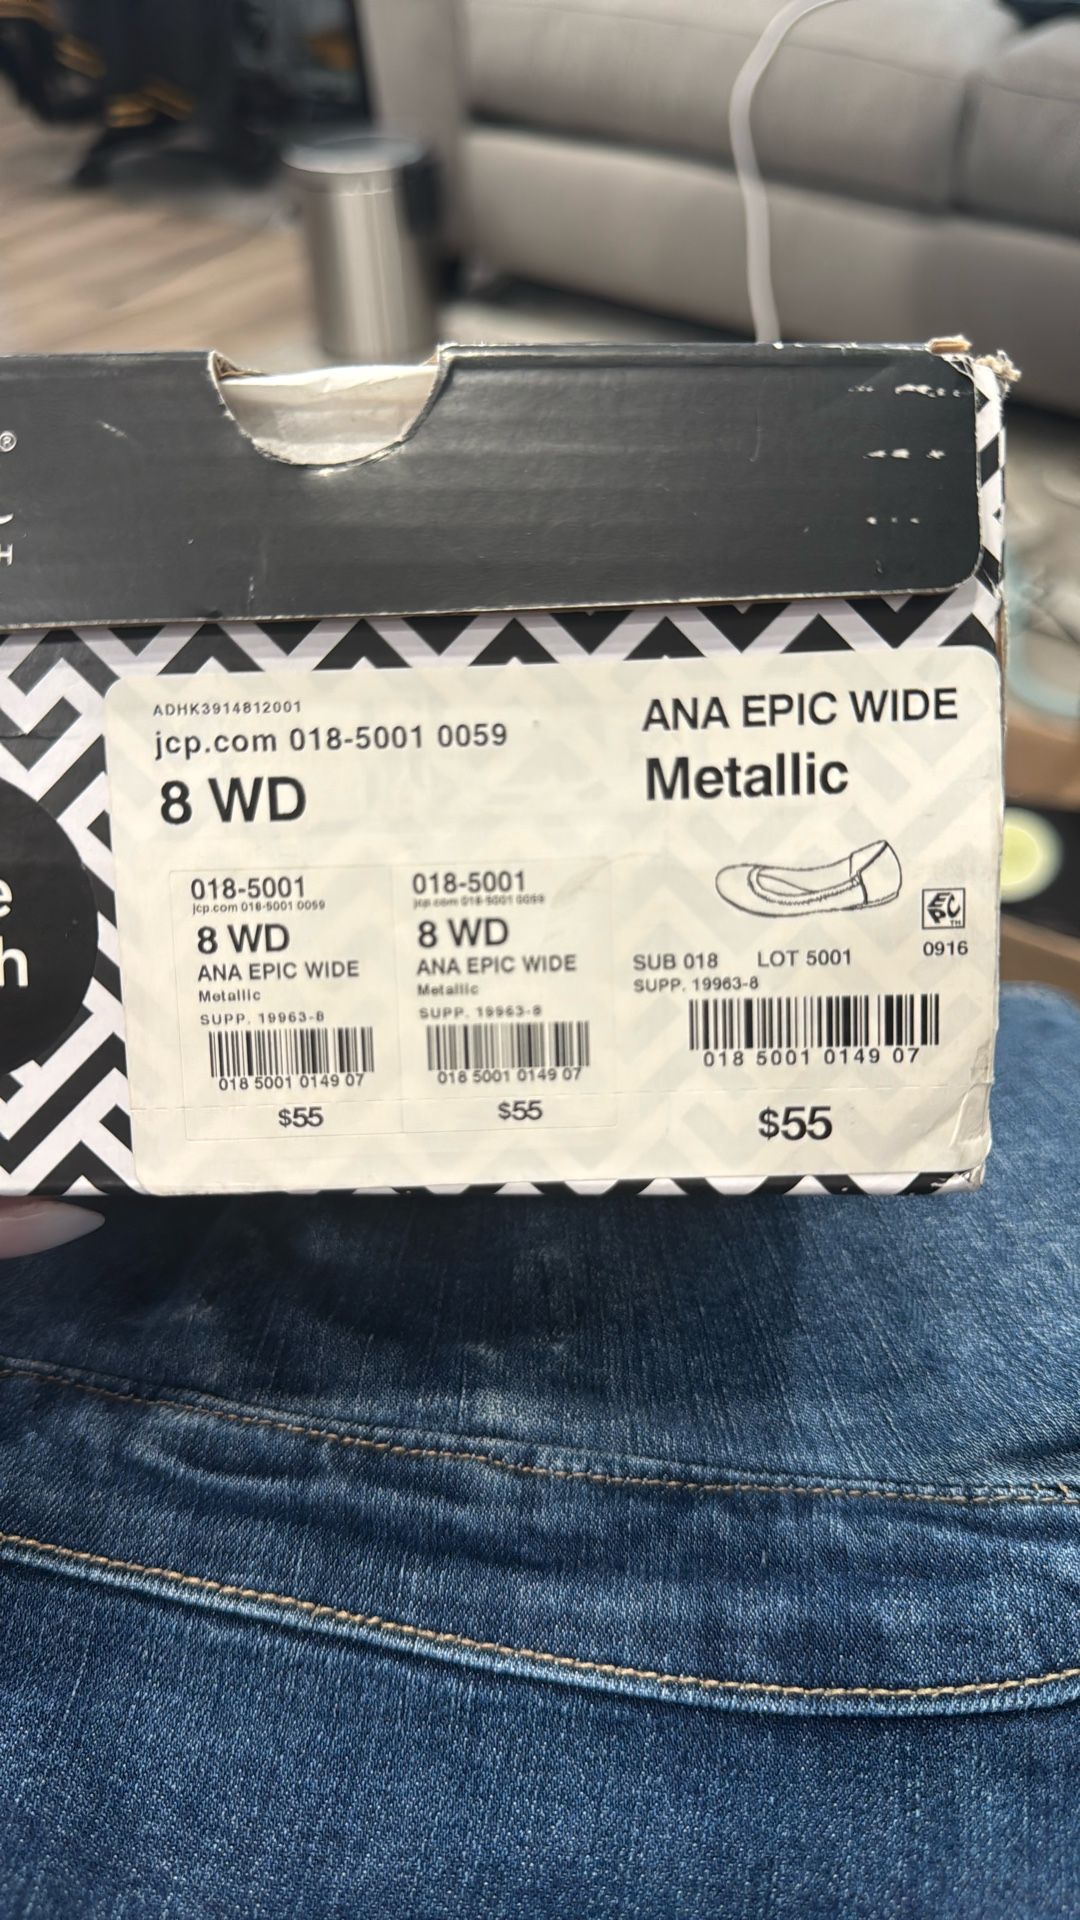 ®
H
e
h
ADHK3914812001
jcp.com 018-5001 0059
8 WD
ANA EPIC WIDE
Metallic
018-5001
jcp.com 018-5001 0059
8 WD
ANA EPIC WIDE
Metallic
SUPP. 19963-8
018 5001 0149 07
$55
018-5001
jcp.com 018-5001 0059
8 WD
ANA EPIC WIDE
Metallic
SUPP. 19963-8
018 5001 0149 07
$55
EPC
TM
0916
SUB 018 LOT 5001
SUPP. 19963-8
018 5001 0149 07
$55